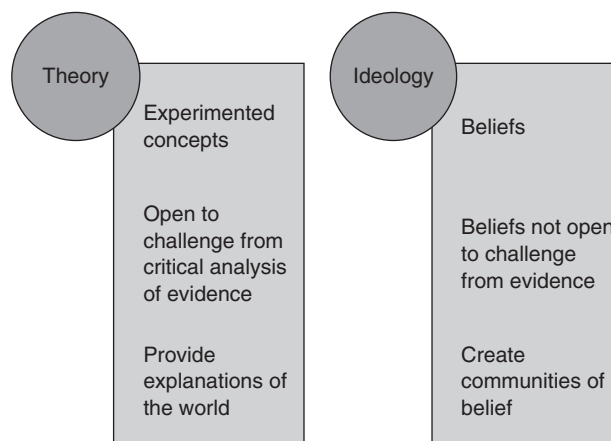 Theory
Experimented
concepts
Open to
challenge from
critical analysis
of evidence
Provide
explanations of
the world
Ideology
Beliefs
Beliefs not open
to challenge
from evidence
Create
communities of
belief